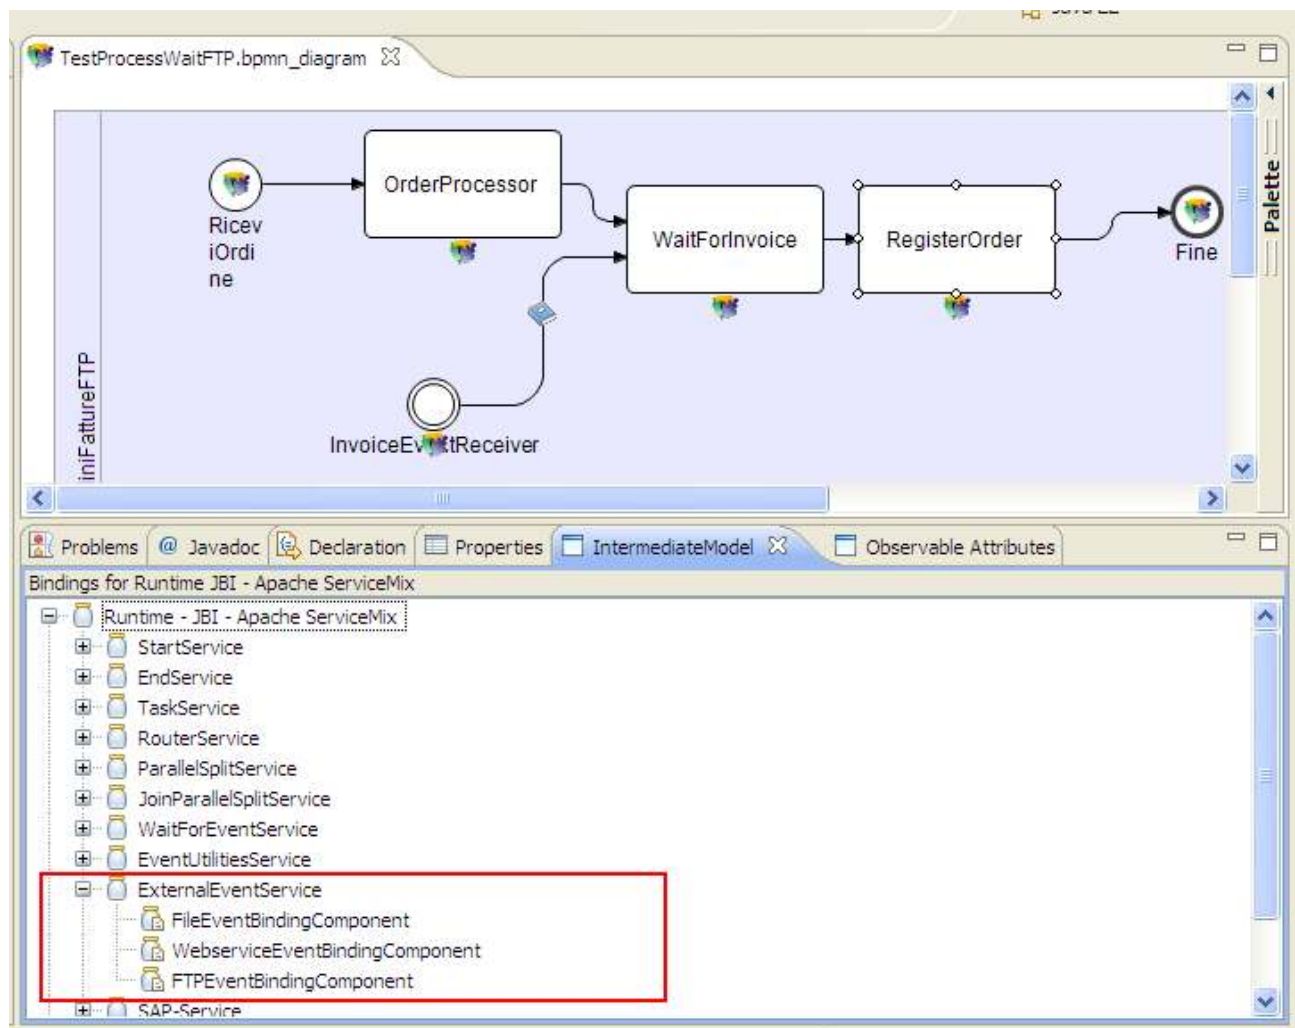 TestProcessWaitFTP.bpmn_diagram
Palette
OrderProcessor
Ricev
iOrdi
ne
WaitForInvoice
RegisterOrder
Fine
iniFattureFTP
Problems @ Javadoc Declaration Properties IntermediateModel Observable Attributes
Bindings for Runtime JBI - Apache ServiceMix
Runtime - JBI - Apache ServiceMix
StartService
EndService
TaskService
RouterService
ParallelSplitService
JoinParallelSplitService
WaitForEventService
EventUtilitiesService
ExternalEventService
FileEventBindingComponent
WebserviceEventBindingComponent
FTPEventBindingComponent
SAP-Service